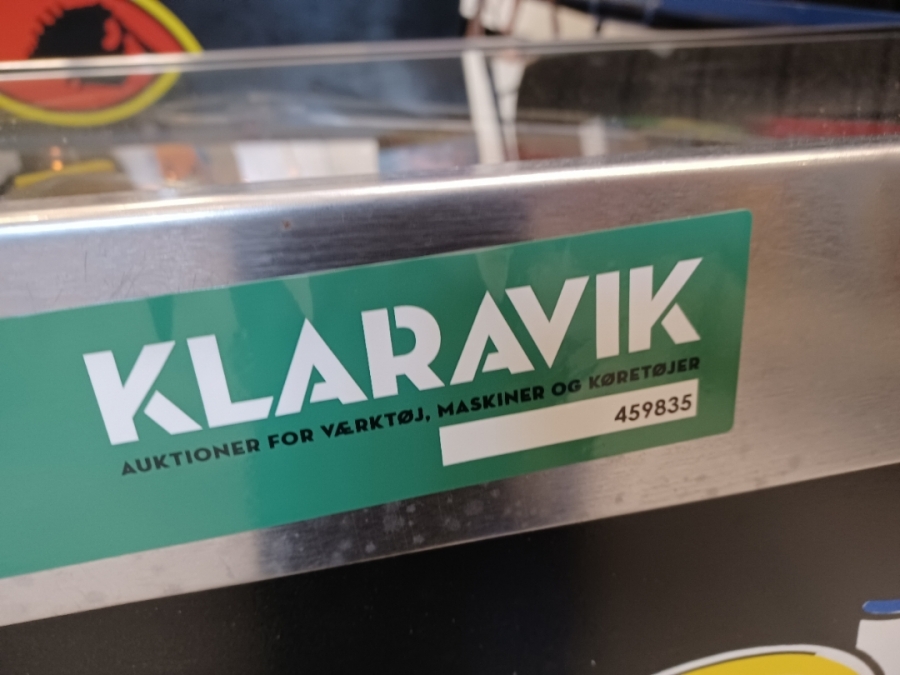 KLARAVIK
AUKTIONER FOR VÆRKTØJ, MASKINER OG KØRETØJER
459835